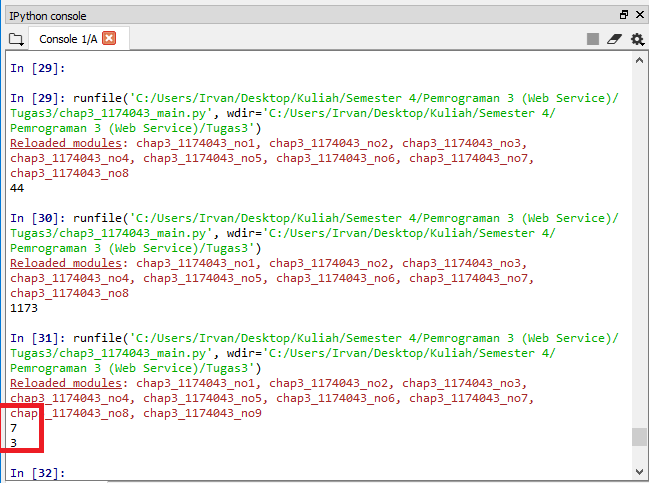 IPython console
Console 1/A
In [29]:
In [29]: runfile('C:/Users/Irvan/Desktop/Kuliah/Semester 4/Pemrograman 3 (Web Service)/
Tugas3/chap3_1174043_main.py', wdir='C:/Users/Irvan/Desktop/Kuliah/Semester 4/
Pemrograman 3 (Web Service)/Tugas3')
Reloaded modules: chap3_1174043_no1, chap3_1174043_no2, chap3_1174043_no3,
chap3_1174043_no4, chap3_1174043_no5, chap3_1174043_no6, chap3_1174043_no7,
chap3_1174043_no8
44
In [30]: runfile('C:/Users/Irvan/Desktop/Kuliah/Semester 4/Pemrograman 3 (Web Service)/
Tugas3/chap3_1174043_main.py', wdir='C:/Users/Irvan/Desktop/Kuliah/Semester 4/
Pemrograman 3 (Web Service)/Tugas3')
Reloaded modules: chap3_1174043_no1, chap3_1174043_no2, chap3_1174043_no3,
chap3_1174043_no4, chap3_1174043_no5, chap3_1174043_no6, chap3_1174043_no7,
chap3_1174043_no8
1173
In [31]: runfile('C:/Users/Irvan/Desktop/Kuliah/Semester 4/Pemrograman 3 (Web Service)/
Tugas3/chap3_1174043_main.py', wdir='C:/Users/Irvan/Desktop/Kuliah/Semester 4/
Pemrograman 3 (Web Service)/Tugas3')
Reloaded modules: chap3_1174043_no1, chap3_1174043_no2, chap3_1174043_no3,
chap3_1174043_no4, chap3_1174043_no5, chap3_1174043_no6, chap3_1174043_no7,
chap3_1174043_no8, chap3_1174043_no9
7
3
In [32]: